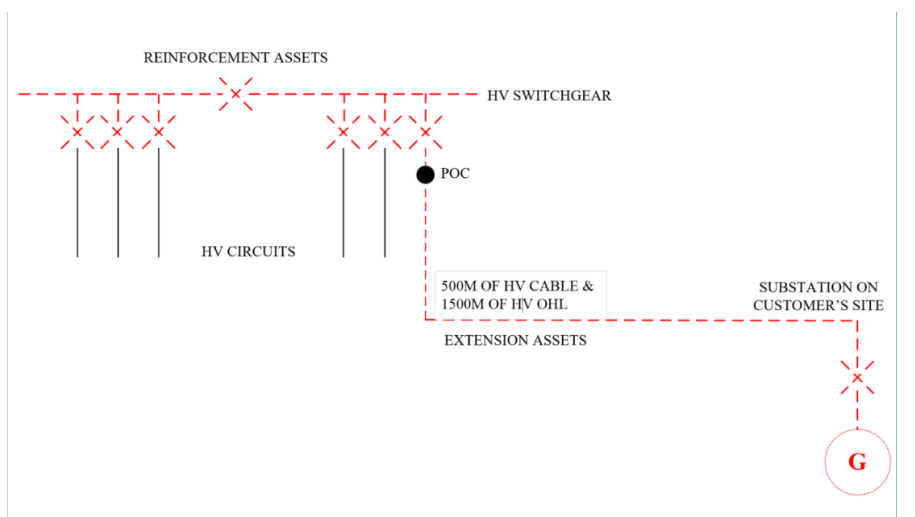 REINFORCEMENT ASSETS
HV SWITCHGEAR
POC
HV CIRCUITS
500M OF HV CABLE &
1500M OF HV OHL
SUBSTATION ON
CUSTOMER'S SITE
EXTENSION ASSETS
G